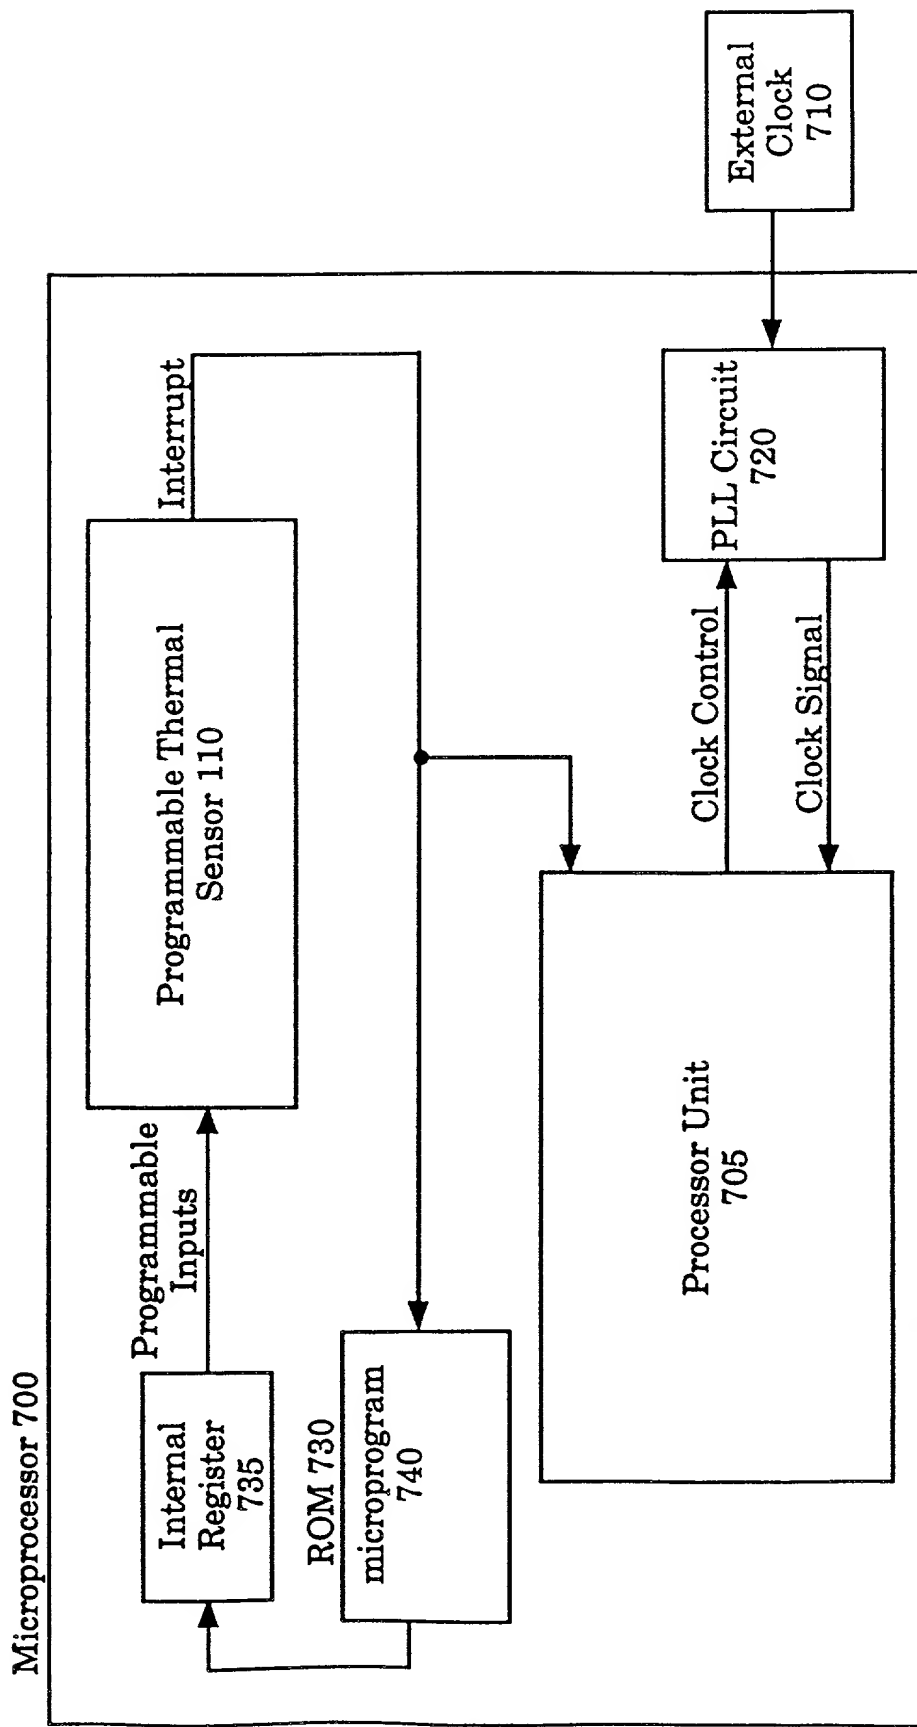 Microprocessor 700
Internal
Register
735
Programmable
Inputs
Programmable Thermal
Sensor 110
Interrupt
ROM 730
microprogram
740
Processor Unit
705
Clock Control
Clock Signal
PLL Circuit
720
External
Clock
710